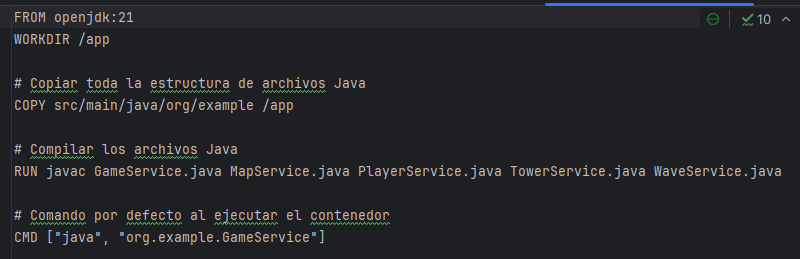 FROM openjdk:21
10
WORKDIR /app
# Copiar toda la estructura de archivos Java
COPY src/main/java/org/example /app
# Compilar los archivos Java
RUN javac GameService.java MapService.java PlayerService.java TowerService.java WaveService.java
# Comando por defecto al ejecutar el contenedor
CMD ["java", "org.example.GameService"]